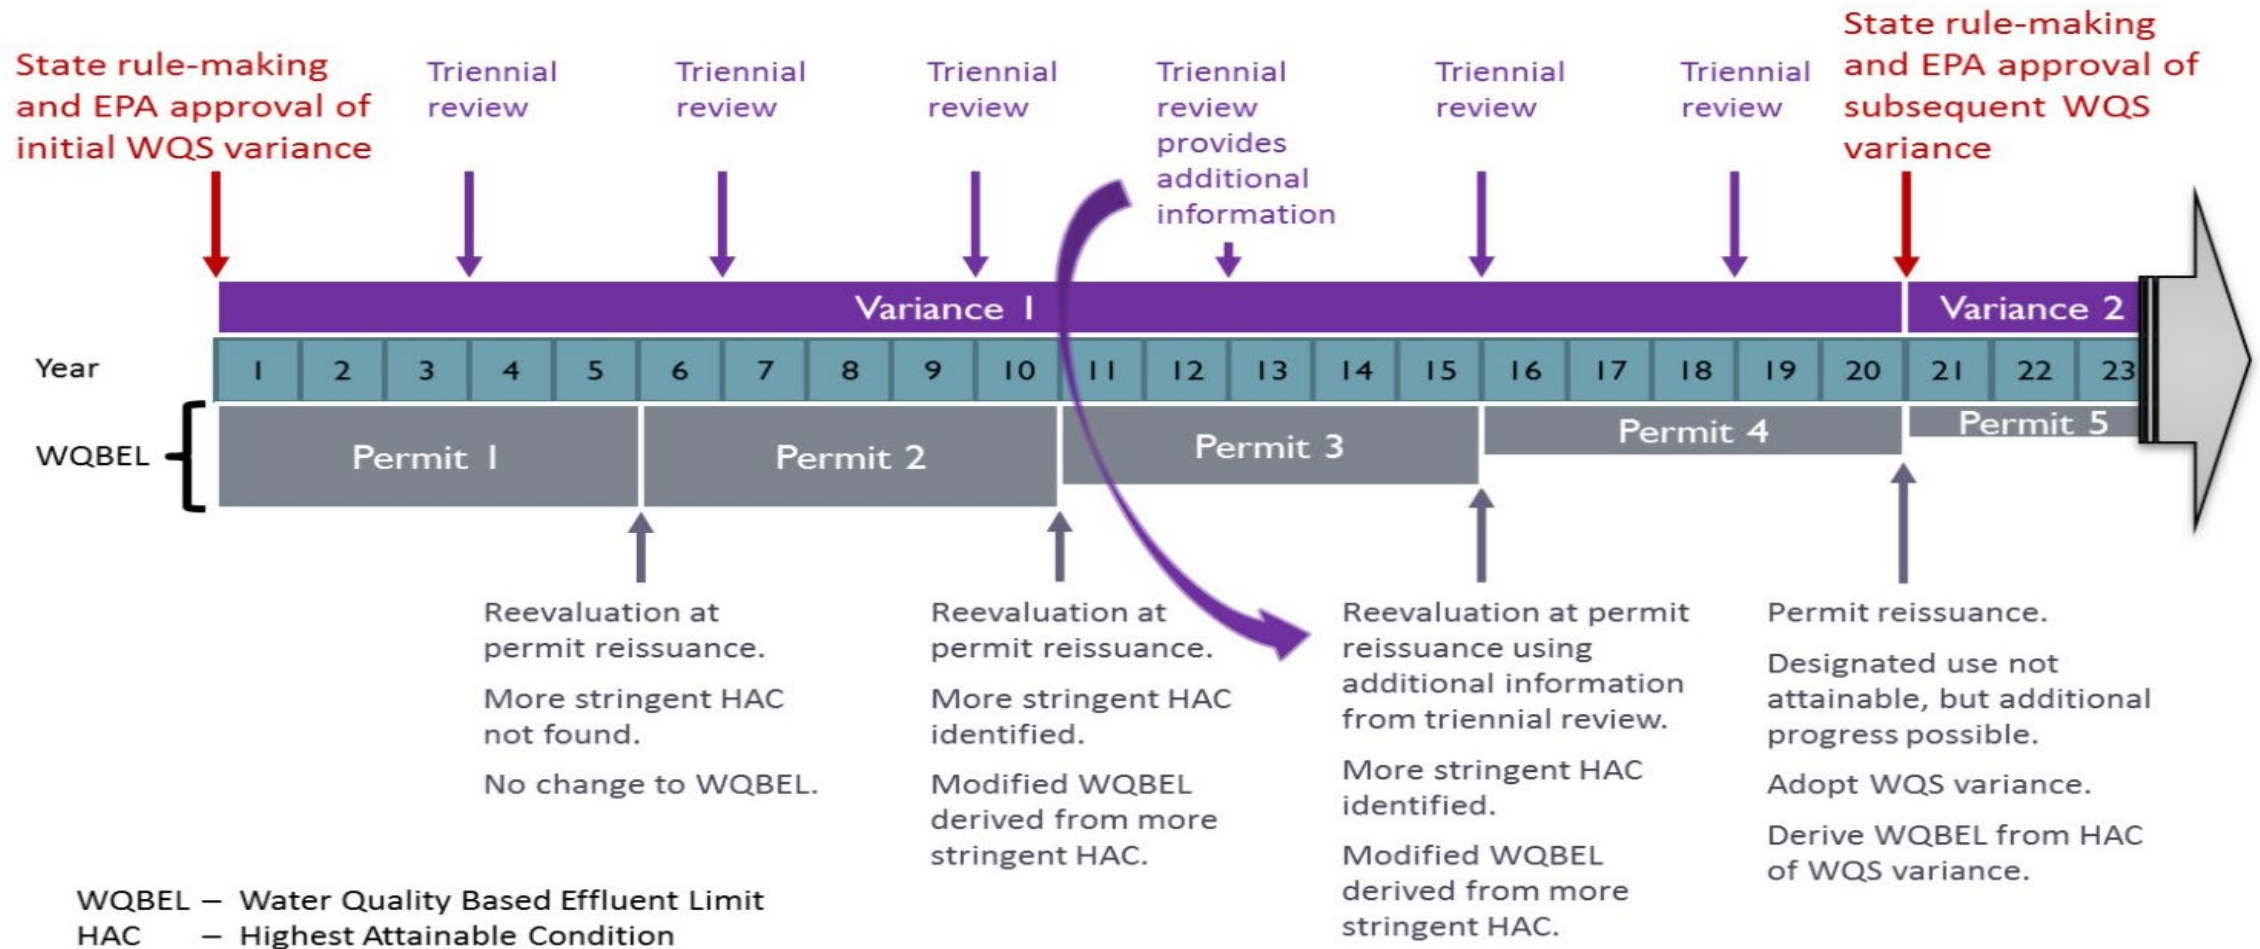 State rule-making
and EPA approval of
initial WQS variance
Triennial
review
Triennial
review
Triennial
review
Triennial
review
provides
additional
information
Triennial
review
Triennial
review
State rule-making
and EPA approval of
subsequent WQS
variance
Variance 1
Variance 2
Year
1 2 3 4 5 6 7 8 9 10 11 12 13 14 15 16 17 18 19 20 21 22 23
WQBEL
Permit 1
Permit 2
Permit 3
Permit 4
Permit 5
Reevaluation at
permit reissuance.
More stringent HAC
not found.
No change to WQBEL.
Reevaluation at
permit reissuance.
More stringent HAC
identified.
Modified WQBEL
derived from more
stringent HAC.
Reevaluation at permit
reissuance using
additional information
from triennial review.
More stringent HAC
identified.
Modified WQBEL
derived from more
stringent HAC.
Permit reissuance.
Designated use not
attainable, but additional
progress possible.
Adopt WQS variance.
Derive WQBEL from HAC
of WQS variance.
WQBEL – Water Quality Based Effluent Limit
HAC – Highest Attainable Condition